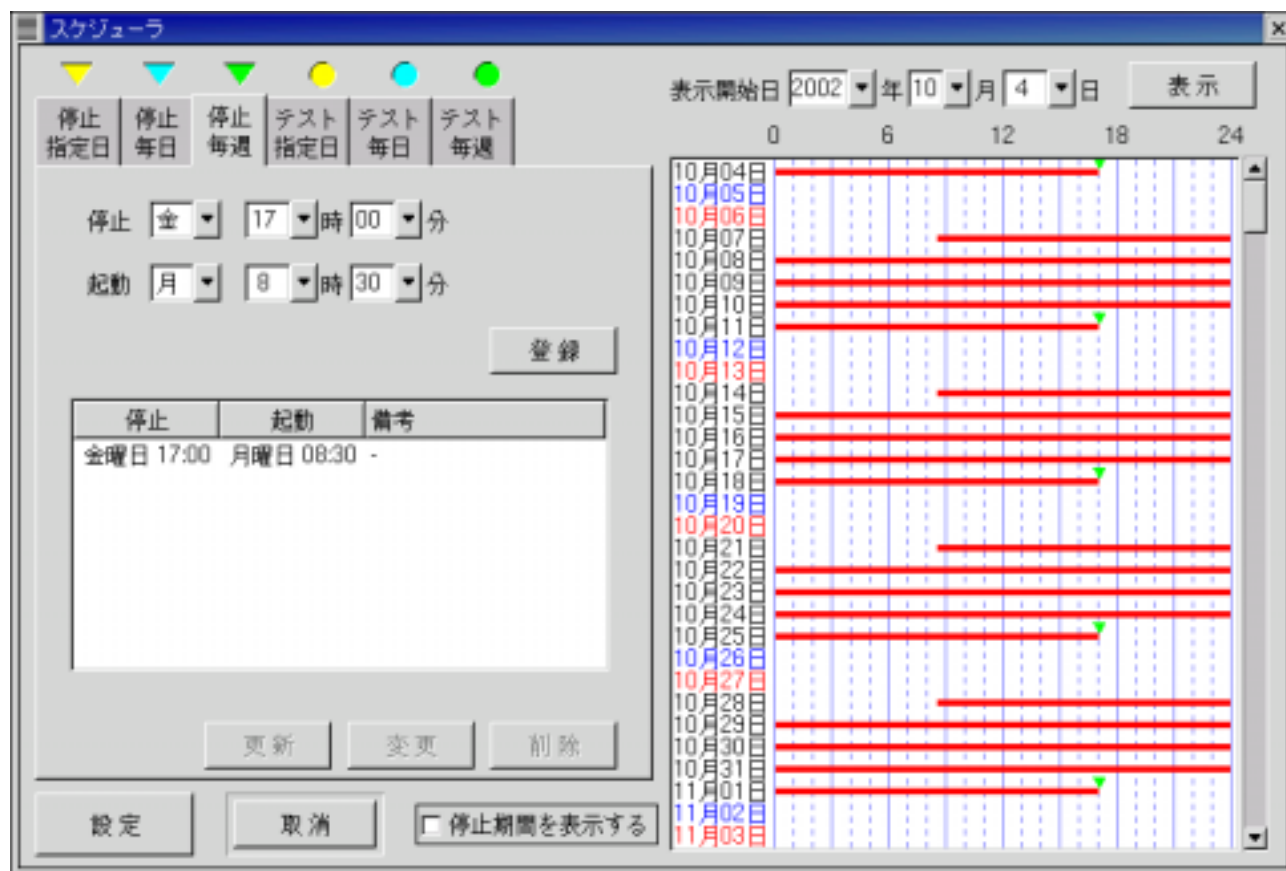 スケジューラ
停止 指定日
停止 毎日
停止 毎週
テスト 指定日
テスト 毎日
テスト 毎週
停止 金 17 時 00 分
起動 月 8 時 30 分
登録
停止 起動 備考
金曜日 17:00 月曜日 08:30 -
更新 変更 削除
設定 取消 停止期間を表示する
表示開始日 2002 年 10 月 4 日 表示
0 6 12 18 24
10月04日
10月05日
10月06日
10月07日
10月08日
10月09日
10月10日
10月11日
10月12日
10月13日
10月14日
10月15日
10月16日
10月17日
10月18日
10月19日
10月20日
10月21日
10月22日
10月23日
10月24日
10月25日
10月26日
10月27日
10月28日
10月29日
10月30日
10月31日
11月01日
11月02日
11月03日